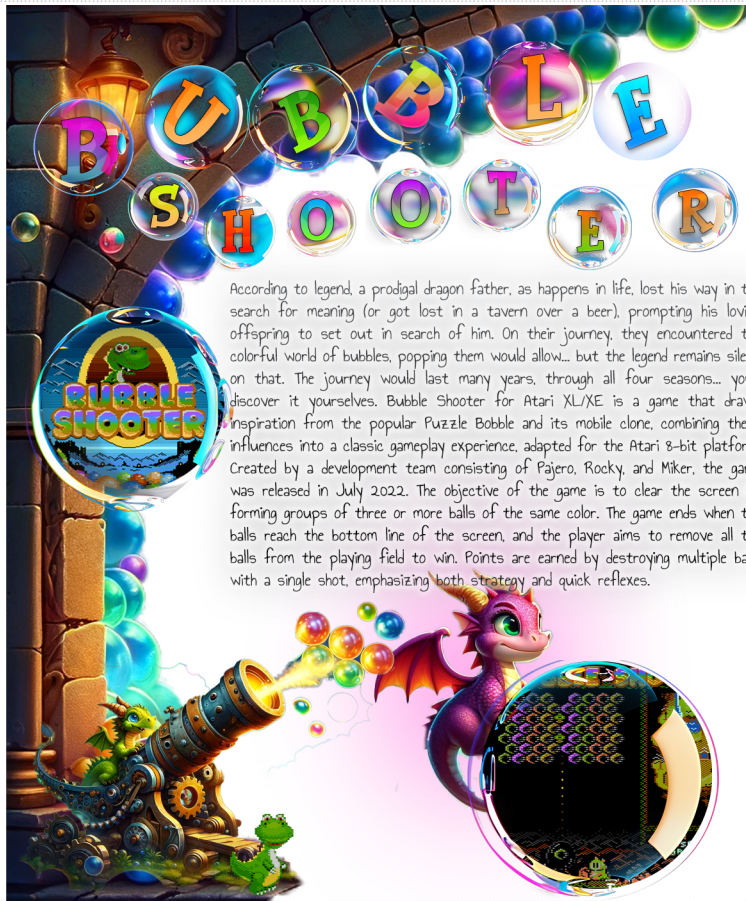 BUBBLE
SHOOTER
According to legend, a prodigal dragon father, as happens in life, lost his way in t
search for meaning (or got lost in a tavern over a beer), prompting his lovi
offspring to set out in search of him. On their journey, they encountered t
colorful world of bubbles, popping them would allow... but the legend remains sile
on that. The journey would last many years, through all four seasons... yo
discover it yourselves. Bubble Shooter for Atari XL/XE is a game that dra
inspiration from the popular Puzzle Bobble and its mobile clone, combining the
influences into a classic gameplay experience, adapted for the Atari 8-bit platfor
Created by a development team consisting of Pajero, Rocky, and Miker, the gam
was released in July 2022. The objective of the game is to clear the screen
forming groups of three or more balls of the same color. The game ends when t
balls reach the bottom line of the screen, and the player aims to remove all t
balls from the playing field to win. Points are earned by destroying multiple ba
with a single shot, emphasizing both strategy and quick reflexes.
BUBBLE
SHOOTER